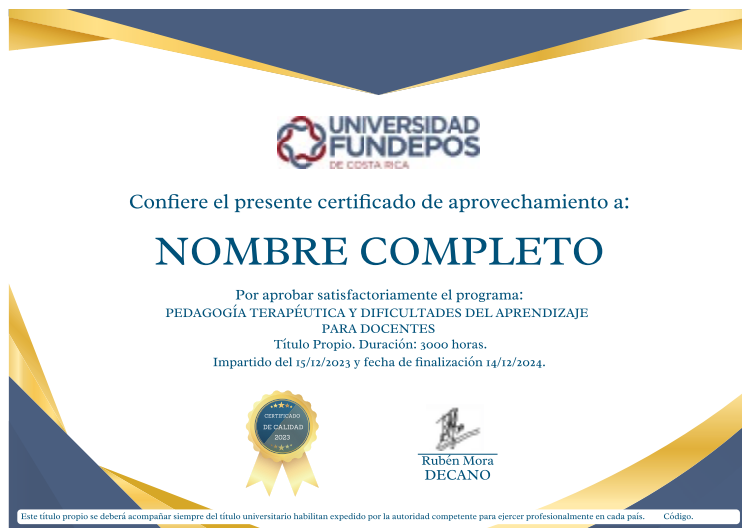 UNIVERSIDAD
FUNDEPOS
DE COSTA RICA
Confiere el presente certificado de aprovechamiento a:
NOMBRE COMPLETO
Por aprobar satisfactoriamente el programa:
PEDAGOGÍA TERAPÉUTICA Y DIFICULTADES DEL APRENDIZAJE
PARA DOCENTES
Título Propio. Duración: 3000 horas.
Impartido del 15/12/2023 y fecha de finalización 14/12/2024.
CERTIFICADO
DE CALIDAD
2023
Rubén Mora
DECANO
Este título propio se deberá acompañar siempre del título universitario habilitan expedido por la autoridad competente para ejercer profesionalmente en cada país. Código.